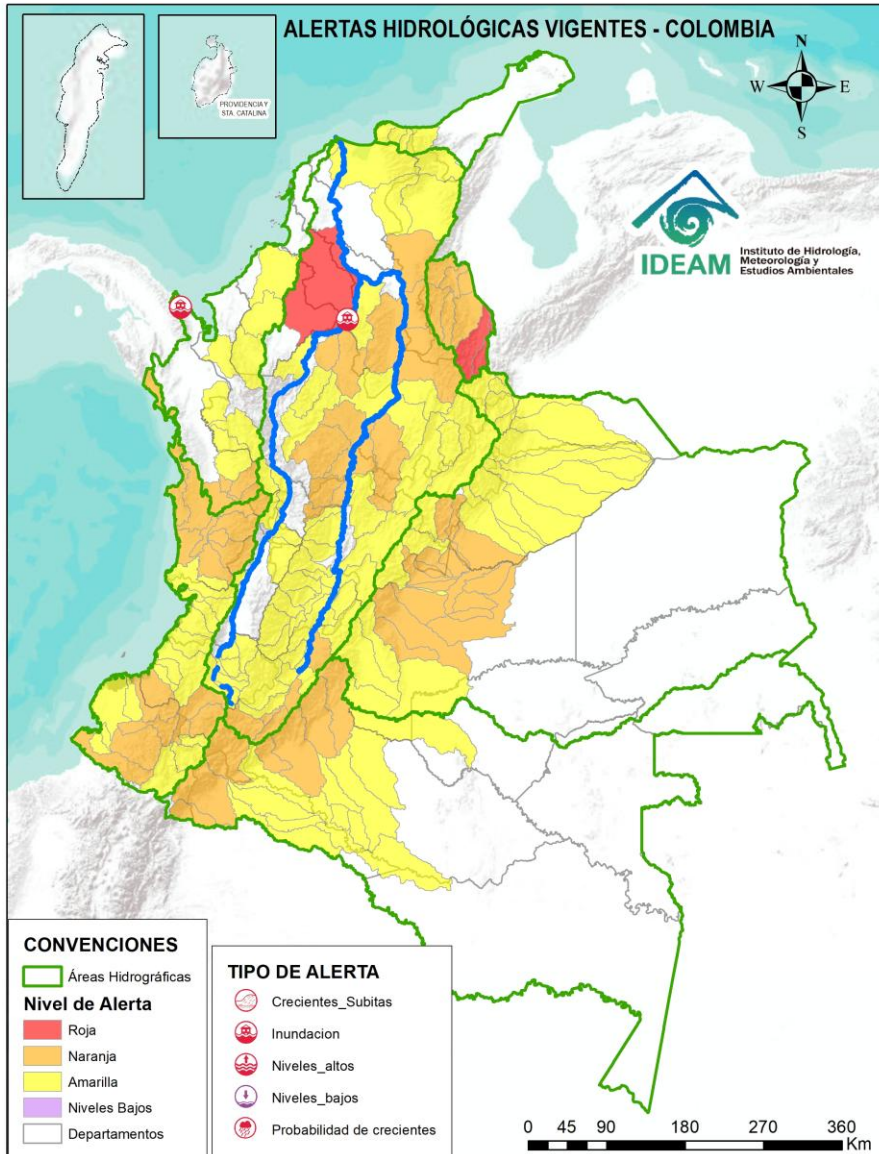 ALERTAS HIDROLÓGICAS VIGENTES - COLOMBIA
PROVIDENCIA Y
STA. CATALINA
N
W
E
S
IDEAM
Instituto de Hidrología,
Meteorología y
Estudios Ambientales
CONVENCIONES
Áreas Hidrográficas
Nivel de Alerta
Roja
Naranja
Amarilla
Niveles Bajos
Departamentos
TIPO DE ALERTA
Crecientes_Subitas
Inundacion
Niveles_altos
Niveles_bajos
Probabilidad de crecientes
0 45 90 180 270 360
Km